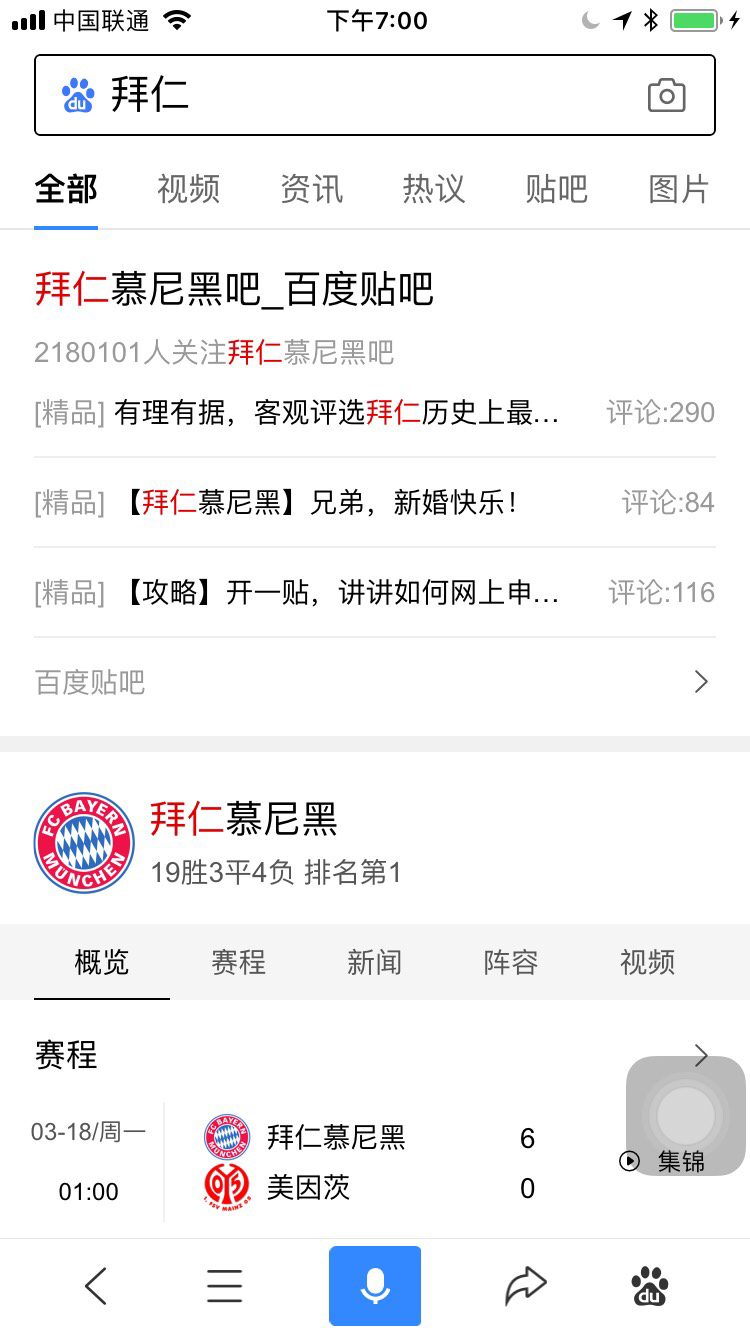 中国联通 下午7:00
du 拜仁
全部 视频 资讯 热议 贴吧 图片
拜仁慕尼黑吧_百度贴吧
2180101人关注拜仁慕尼黑吧
[精品] 有理有据，客观评选拜仁历史上最... 评论:290
[精品] 【拜仁慕尼黑】兄弟，新婚快乐！ 评论:84
[精品] 【攻略】开一贴，讲讲如何网上申... 评论:116
百度贴吧
FC BAYERN MÜNCHEN
拜仁慕尼黑
19胜3平4负 排名第1
概览 赛程 新闻 阵容 视频
赛程
03-18/周一
01:00
FC BAYERN MÜNCHEN 拜仁慕尼黑 6
1. FSV MAINZ 05 美因茨 0
集锦
du